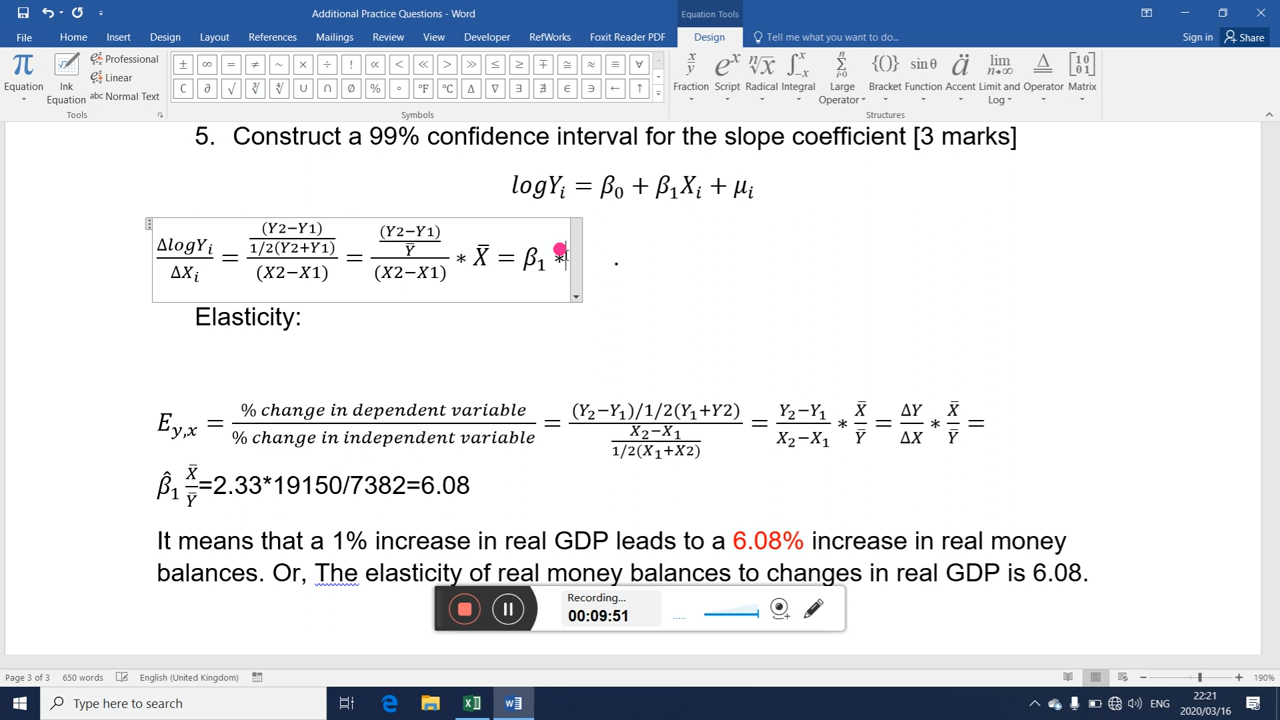 Additional Practice Questions - Word
Equation Tools
File Home Insert Design Layout References Mailings Review View Developer RefWorks Foxit Reader PDF Design Tell me what you want to do... Sign in Share
Equation Ink Equation Professional Linear abc Normal Text
± ∞ = ≠ ~ × ÷ ! ∝ < ≪ > ≫ ≤ ≥ ∓ ≅ ≈ ≡ ∀
∁ ∂ √ ∛ ∜ ∪ ∩ ∅ % ° °F °C ∆ ∇ ∃ ∄ ∈ ∋ ← ↑
Fraction Script Radical Integral Large Operator Bracket Function Accent Limit and Log Operator Matrix
Tools Symbols Structures
5. Construct a 99% confidence interval for the slope coefficient [3 marks]
logYᵢ = β₀ + β₁Xᵢ + μᵢ
ΔlogYᵢ/ΔXᵢ = ((Y2−Y1)/(1/2(Y2+Y1)))/(X2−X1) = ((Y2−Y1)/Ȳ)/(X2−X1) * X̄ = β₁ * .
Elasticity:
E_y,x = (% change in dependent variable)/(% change in independent variable) = ((Y₂−Y₁)/1/2(Y₁+Y2))/((X₂−X₁)/(1/2(X₁+X2))) = (Y₂−Y₁)/(X₂−X₁) * X̄/Ȳ = ΔY/ΔX * X̄/Ȳ =
β̂₁ X̄/Ȳ=2.33*19150/7382=6.08
It means that a 1% increase in real GDP leads to a 6.08% increase in real money
balances. Or, The elasticity of real money balances to changes in real GDP is 6.08.
Recording...
00:09:51
Page 3 of 3 650 words English (United Kingdom) 190%
Type here to search
22:21
2020/03/16